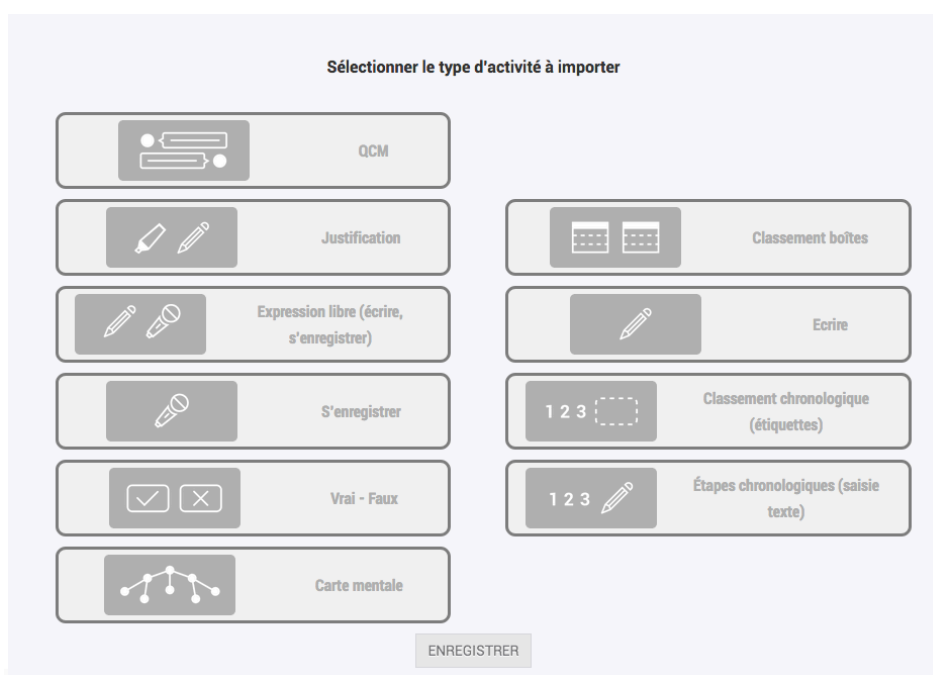 Sélectionner le type d'activité à importer
QCM
Justification
Classement boîtes
Expression libre (écrire,
s'enregistrer)
Ecrire
S'enregistrer
1 2 3
Classement chronologique
(étiquettes)
Vrai - Faux
1 2 3
Étapes chronologiques (saisie
texte)
Carte mentale
ENREGISTRER